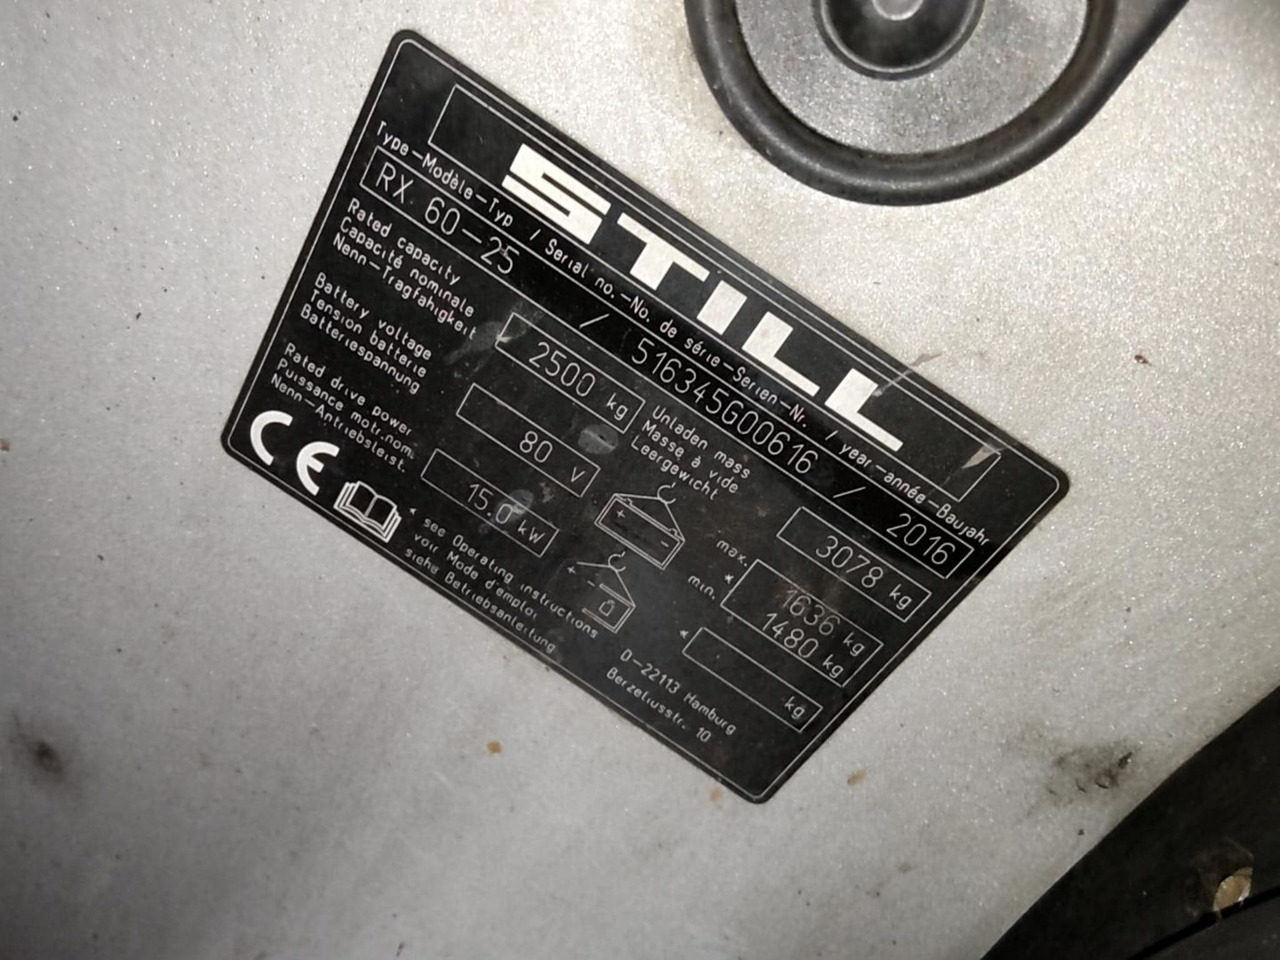 STILL
Type-Modèle-Typ / Serial no.-No. de série-Serien-Nr. / year-année-Baujahr
RX 60-25 / 516345G00616 / 2016
Rated capacity
Capacité nominale
Nenn-Tragfähigkeit
2500 kg
Unladen mass
Masse à vide
Leergewicht
3078 kg
Battery voltage
Tension batterie
Batteriespannung
80 V
+ -
max. 1636 kg
* min. 1480 kg
Rated drive power
Puissance motr.nom.
Nenn-Antriebsleist.
15.0 kW
+ -
* kg
CE
* see Operating instructions
voir Mode d'emploi
siehe Betriebsanleitung
D-22113 Hamburg
Berzeliusstr. 10